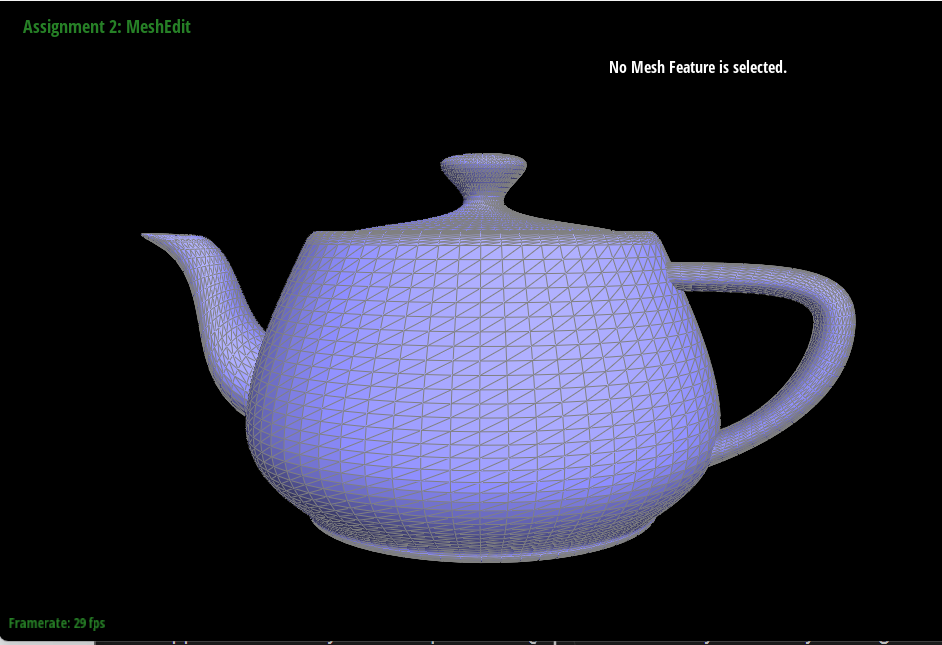 Assignment 2: MeshEdit
No Mesh Feature is selected.
Framerate: 29 fps